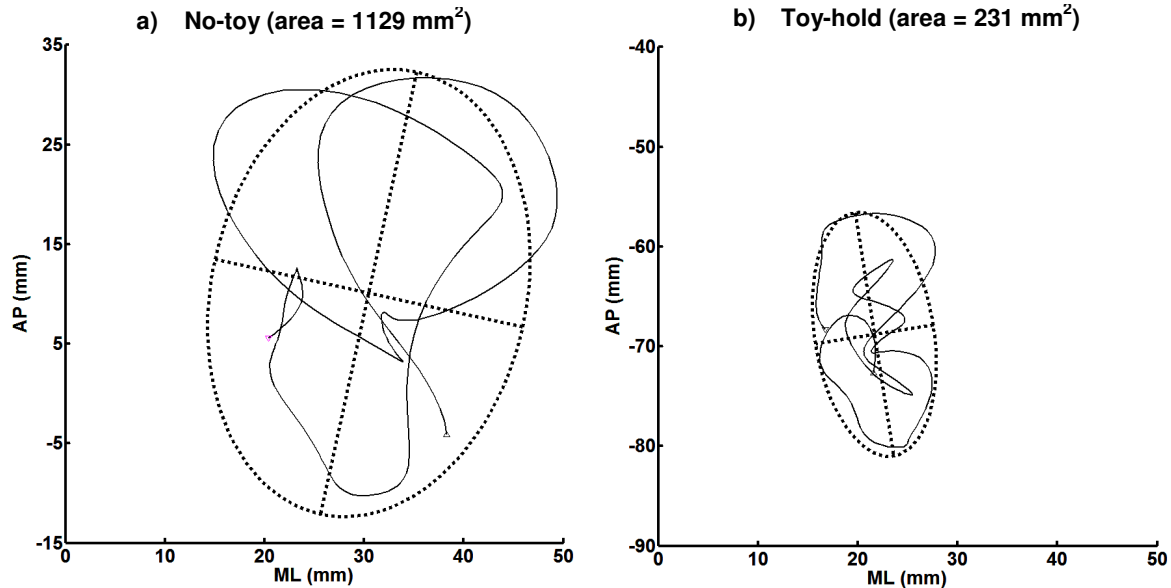 a) No-toy (area = 1129 mm²)
35
25
15
5
-5
-15
AP (mm)
0 10 20 30 40 50
ML (mm)
b) Toy-hold (area = 231 mm²)
-40
-50
-60
-70
-80
-90
AP (mm)
0 10 20 30 40 50
ML (mm)